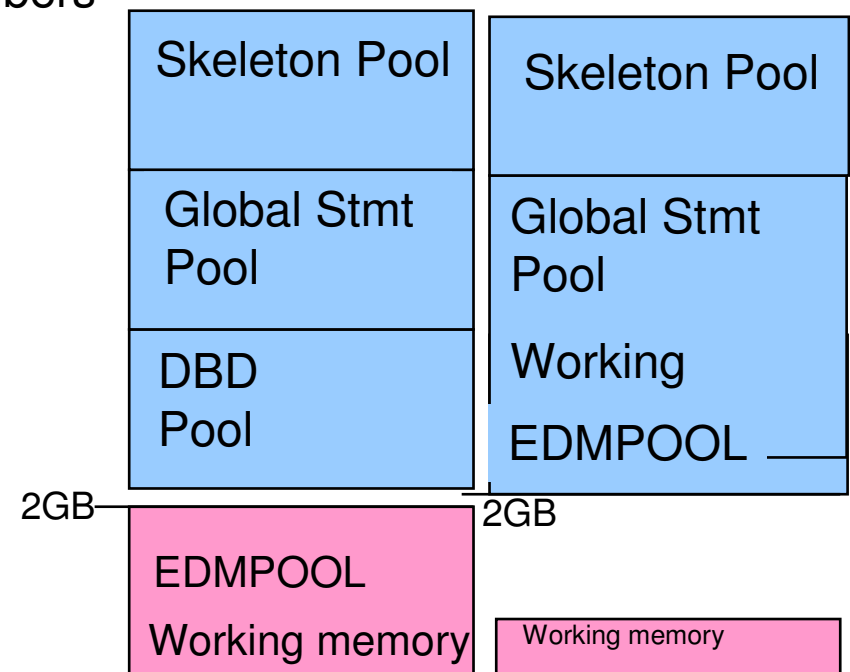 Skeleton Pool
Global Stmt
Pool
DBD
Pool
2GB
EDMPOOL
Working memory
Skeleton Pool
Global Stmt
Pool
Working
EDMPOOL
2GB
Working memory